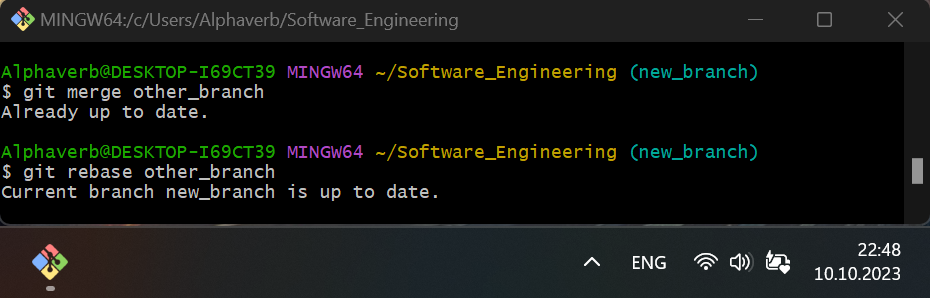 MINGW64:/c/Users/Alphaverb/Software_Engineering
Alphaverb@DESKTOP-I69CT39 MINGW64 ~/Software_Engineering (new_branch)
$ git merge other_branch
Already up to date.
Alphaverb@DESKTOP-I69CT39 MINGW64 ~/Software_Engineering (new_branch)
$ git rebase other_branch
Current branch new_branch is up to date.
ENG
22:48
10.10.2023